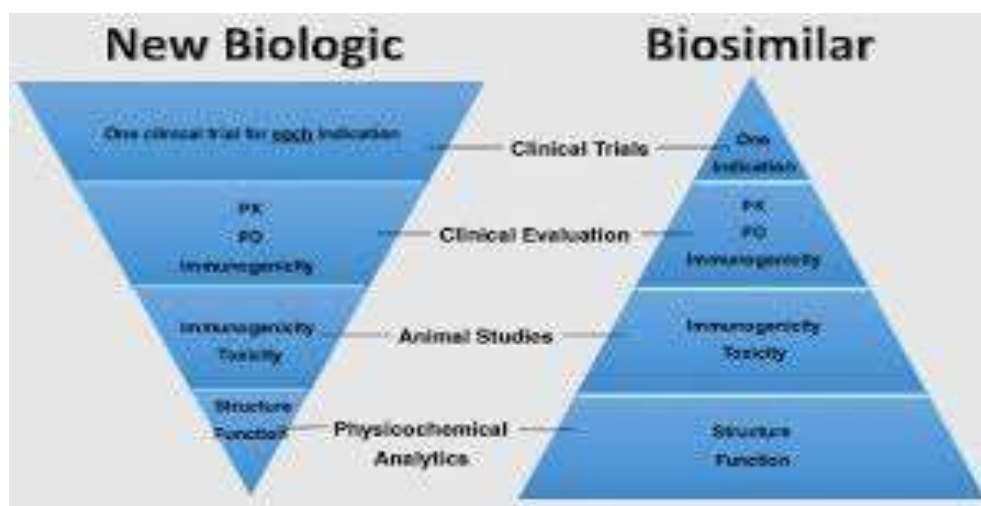 New Biologic
Biosimilar
One clinical trial for each indication
Clinical Trials
One
Indication
PK
PD
Immunogenicity
Clinical Evaluation
PK
PD
Immunogenicity
Immunogenicity
Toxicity
Animal Studies
Immunogenicity
Toxicity
Structure
Function
Physicochemical
Analytics
Structure
Function